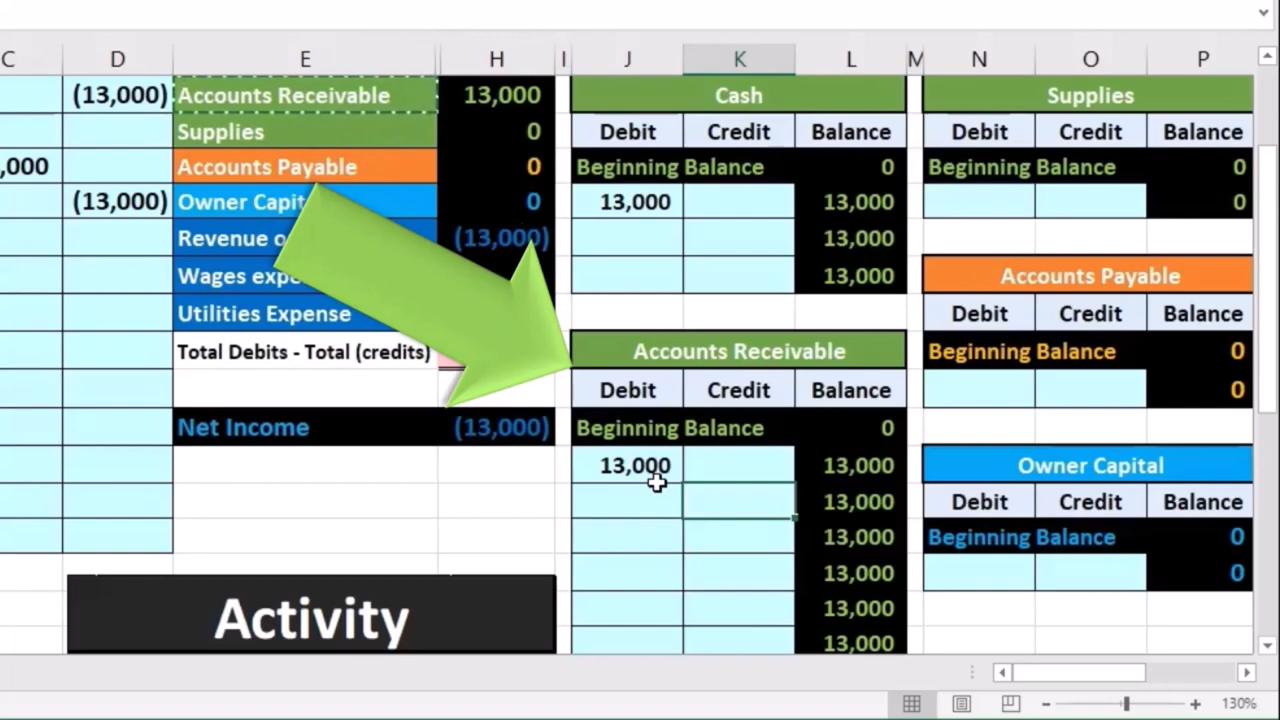 C D E H I J K L M N O P
(13,000) Accounts Receivable 13,000 Cash Supplies
Supplies 0 Debit Credit Balance Debit Credit Balance
,000 Accounts Payable 0 Beginning Balance 0 Beginning Balance 0
(13,000) Owner Capit 0 13,000 13,000 0
Revenue o (13,000) 13,000
Wages expe 13,000 Accounts Payable
Utilities Expense Debit Credit Balance
Total Debits - Total (credits) Accounts Receivable Beginning Balance 0
Debit Credit Balance 0
Net Income (13,000) Beginning Balance 0
13,000 13,000 Owner Capital
13,000 Debit Credit Balance
13,000 Beginning Balance 0
13,000 0
Activity 13,000
13,000
130%